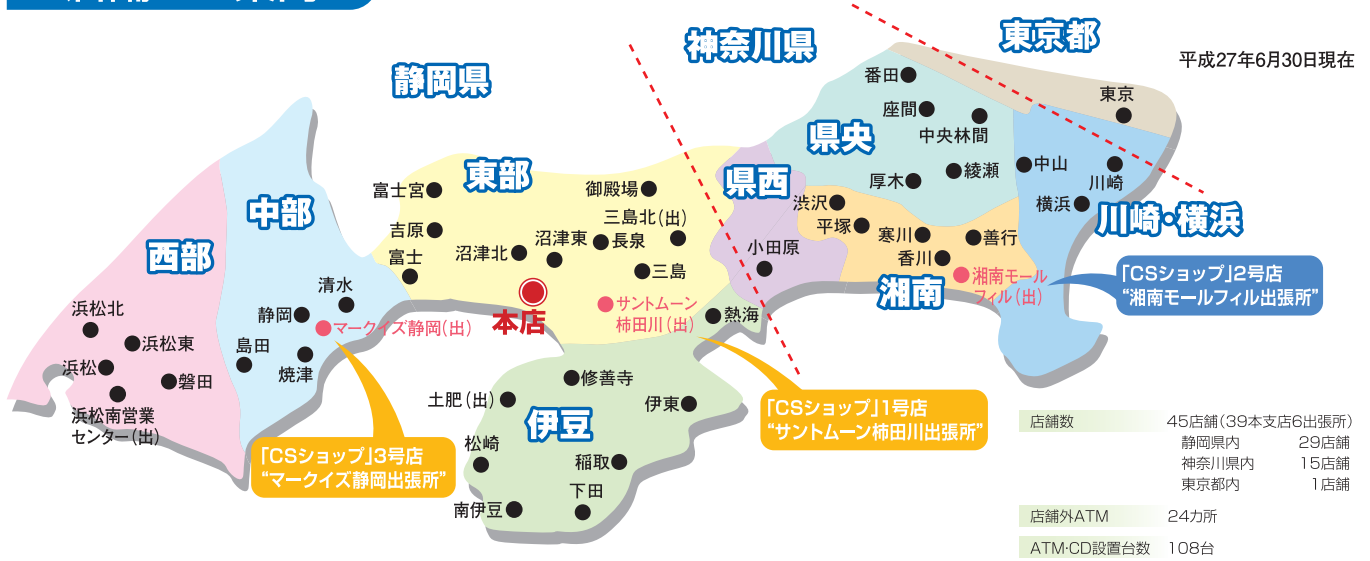 静岡県
神奈川県
東京都
平成27年6月30日現在
西部
浜松北
浜松東
浜松
磐田
浜松南営業
センター(出)
中部
清水
静岡
マークイズ静岡(出)
島田
焼津
「CSショップ」3号店
“マークイズ静岡出張所”
東部
富士宮
吉原
富士
御殿場
三島北(出)
沼津東
長泉
沼津北
三島
本店
サントムーン
柿田川(出)
熱海
「CSショップ」1号店
“サントムーン柿田川出張所”
伊豆
修善寺
土肥(出)
伊東
松崎
稲取
下田
南伊豆
県西
小田原
県央
番田
座間
中央林間
綾瀬
厚木
湘南
渋沢
平塚
寒川
善行
香川
湘南モール
フィル(出)
「CSショップ」2号店
“湘南モールフィル出張所”
東京
中山
川崎
横浜
川崎・横浜
店舗数 45店舗(39本支店6出張所)
静岡県内 29店舗
神奈川県内 15店舗
東京都内 1店舗
店舗外ATM 24カ所
ATM・CD設置台数 108台